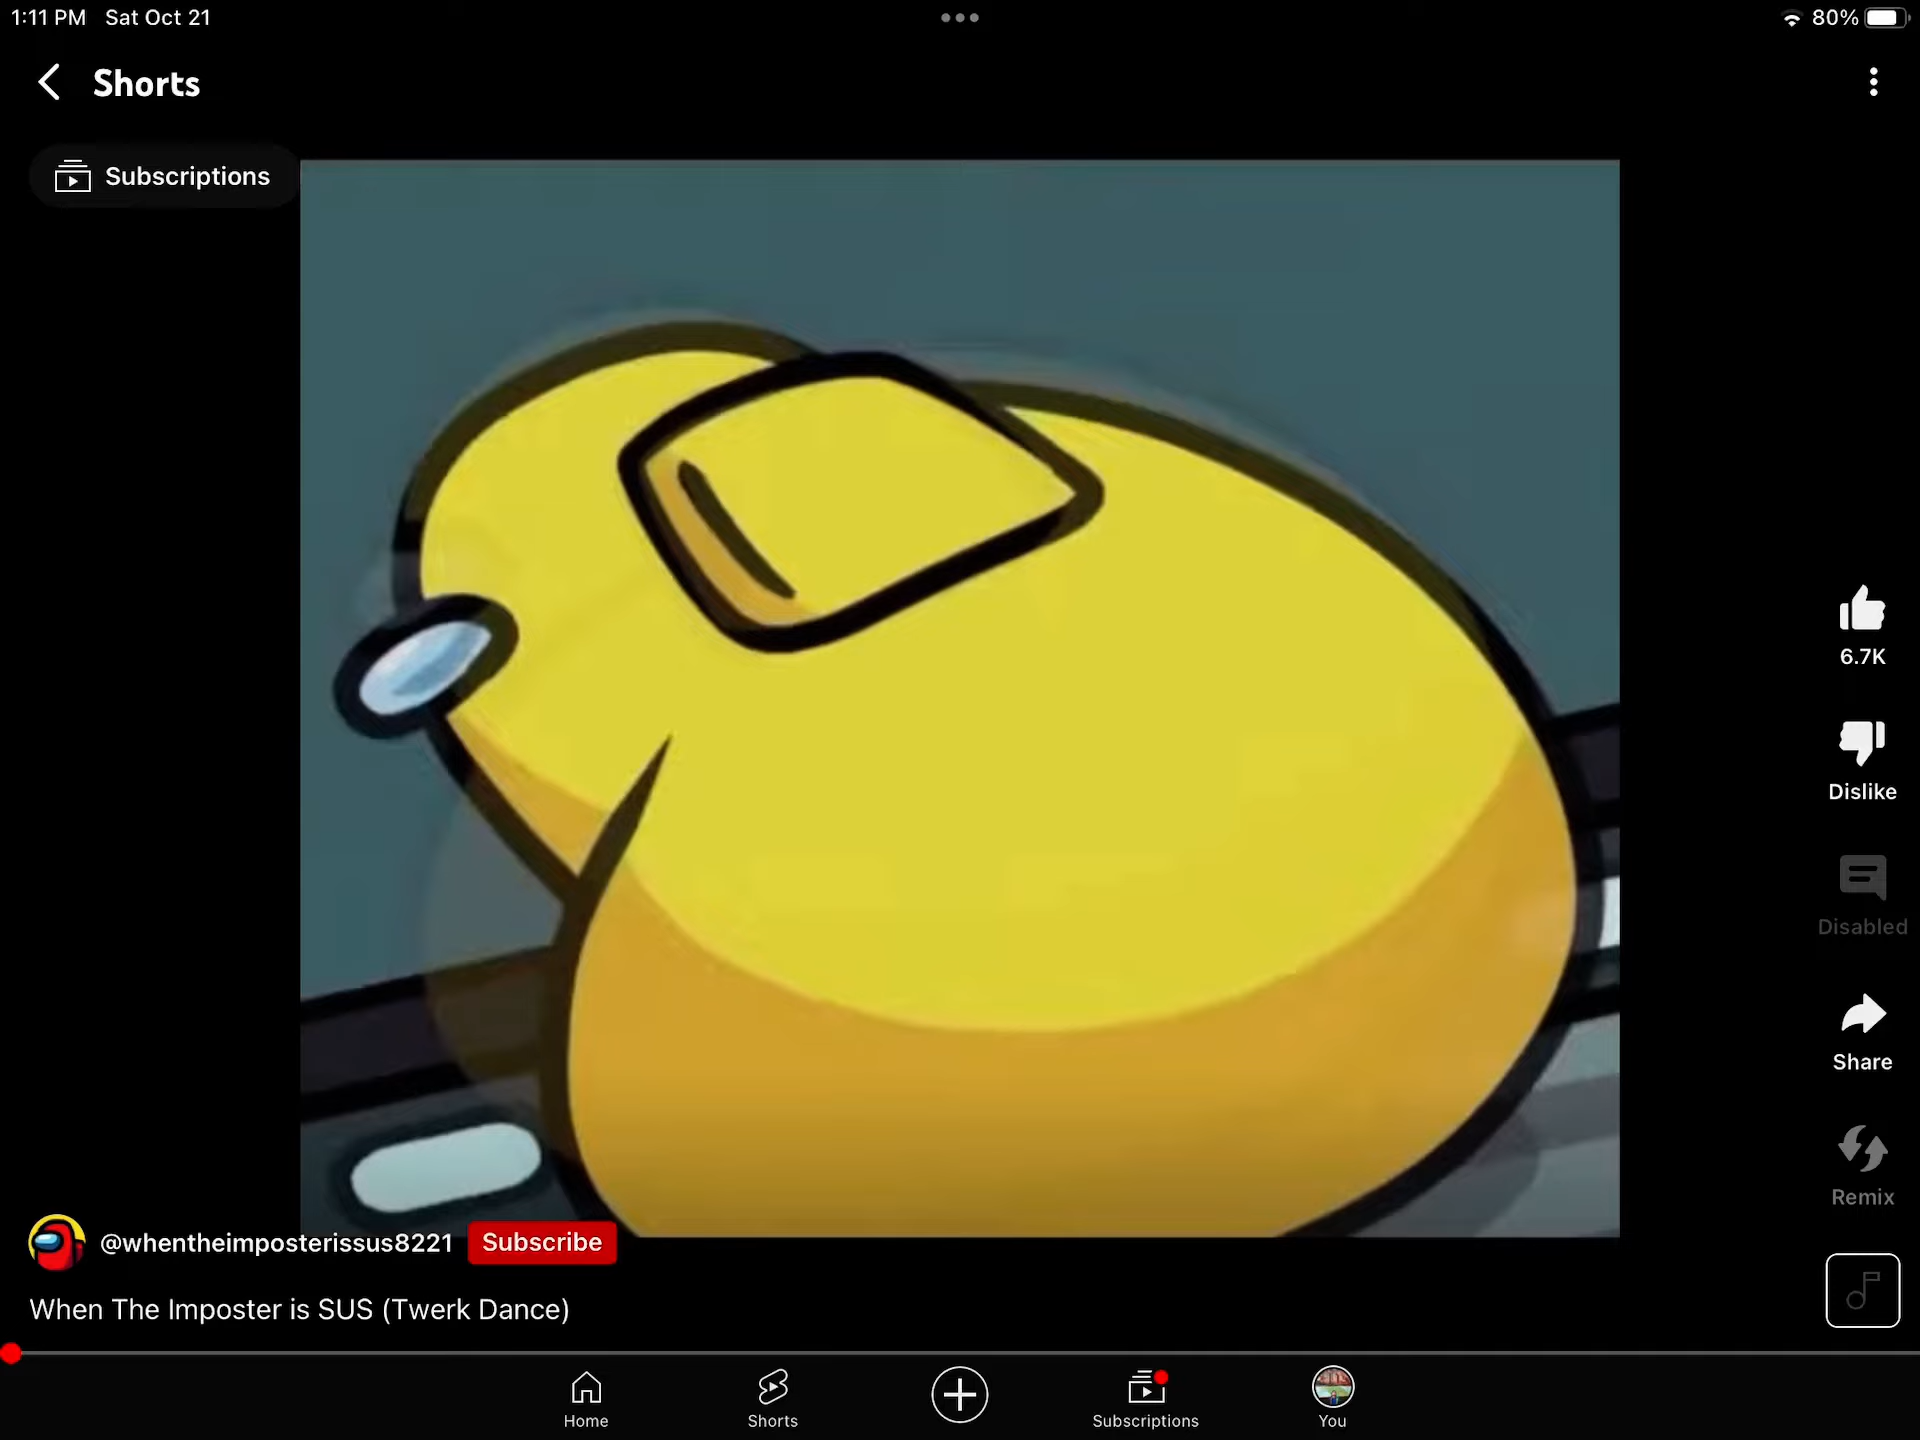 1:11 PM Sat Oct 21
80%
Shorts
Subscriptions
6.7K
Dislike
Disabled
Share
Remix
@whentheimposterissus8221 Subscribe
When The Imposter is SUS (Twerk Dance)
Home Shorts Subscriptions You